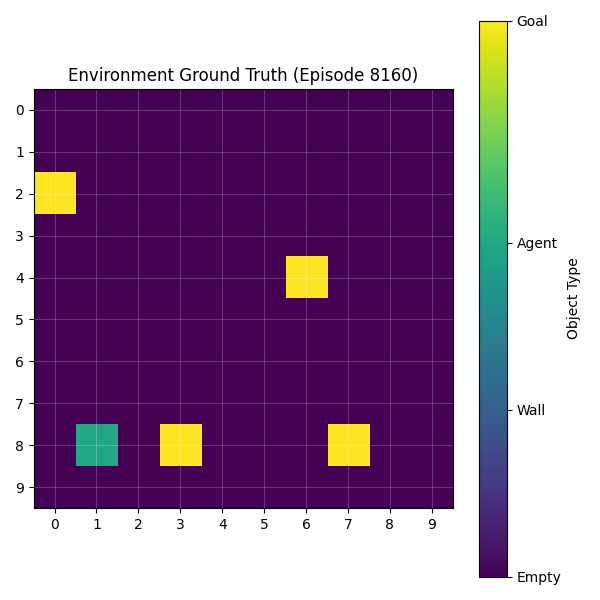 Environment Ground Truth (Episode 8160)
Goal
Agent
Wall
Empty
Object Type
0
1
2
3
4
5
6
7
8
9
0 1 2 3 4 5 6 7 8 9